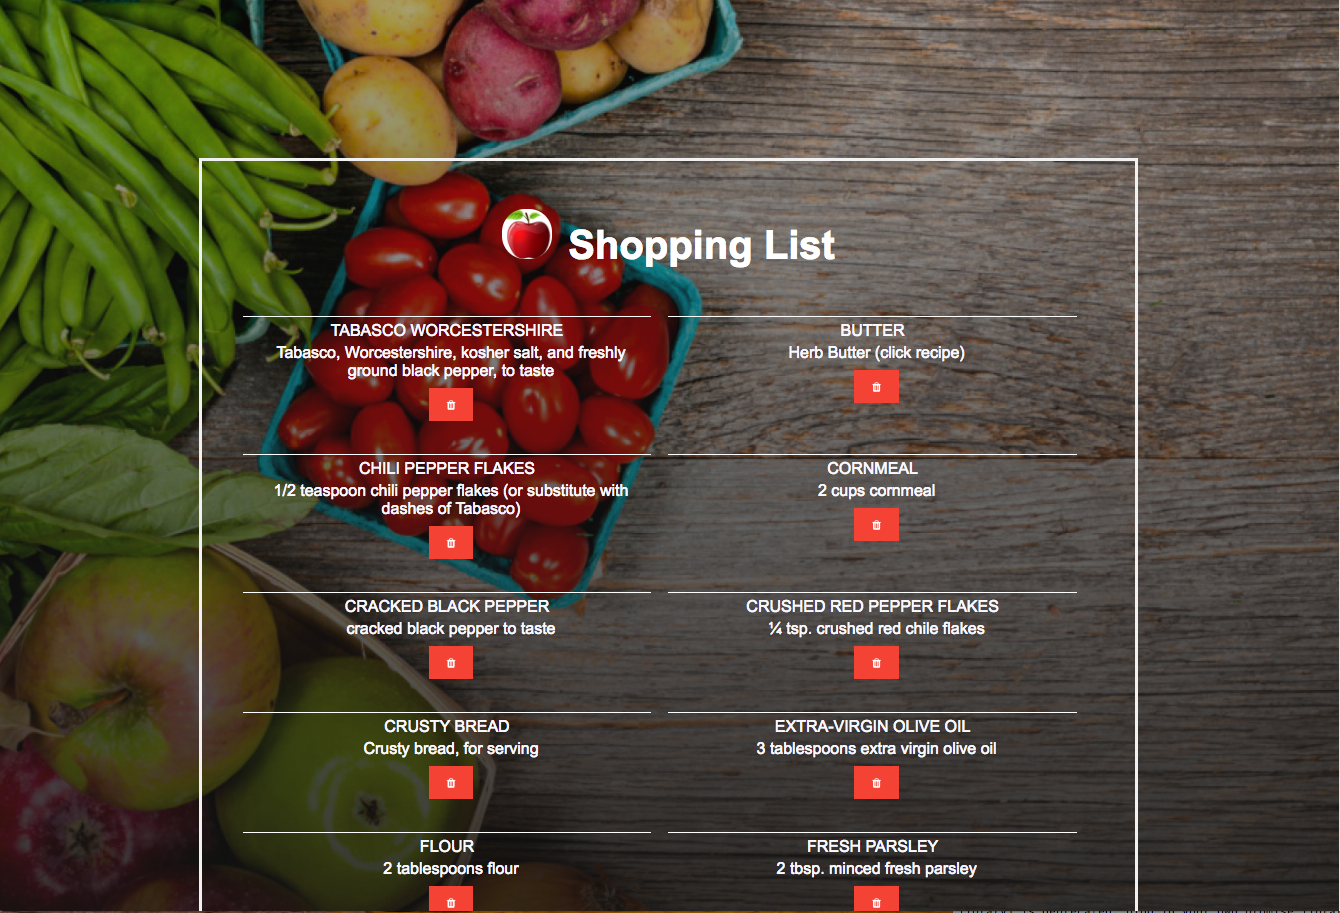 Shopping List
TABASCO WORCESTERSHIRE
Tabasco, Worcestershire, kosher salt, and freshly
ground black pepper, to taste
BUTTER
Herb Butter (click recipe)
CHILI PEPPER FLAKES
1/2 teaspoon chili pepper flakes (or substitute with
dashes of Tabasco)
CORNMEAL
2 cups cornmeal
CRACKED BLACK PEPPER
cracked black pepper to taste
CRUSHED RED PEPPER FLAKES
¼ tsp. crushed red chile flakes
CRUSTY BREAD
Crusty bread, for serving
EXTRA-VIRGIN OLIVE OIL
3 tablespoons extra virgin olive oil
FLOUR
2 tablespoons flour
FRESH PARSLEY
2 tbsp. minced fresh parsley